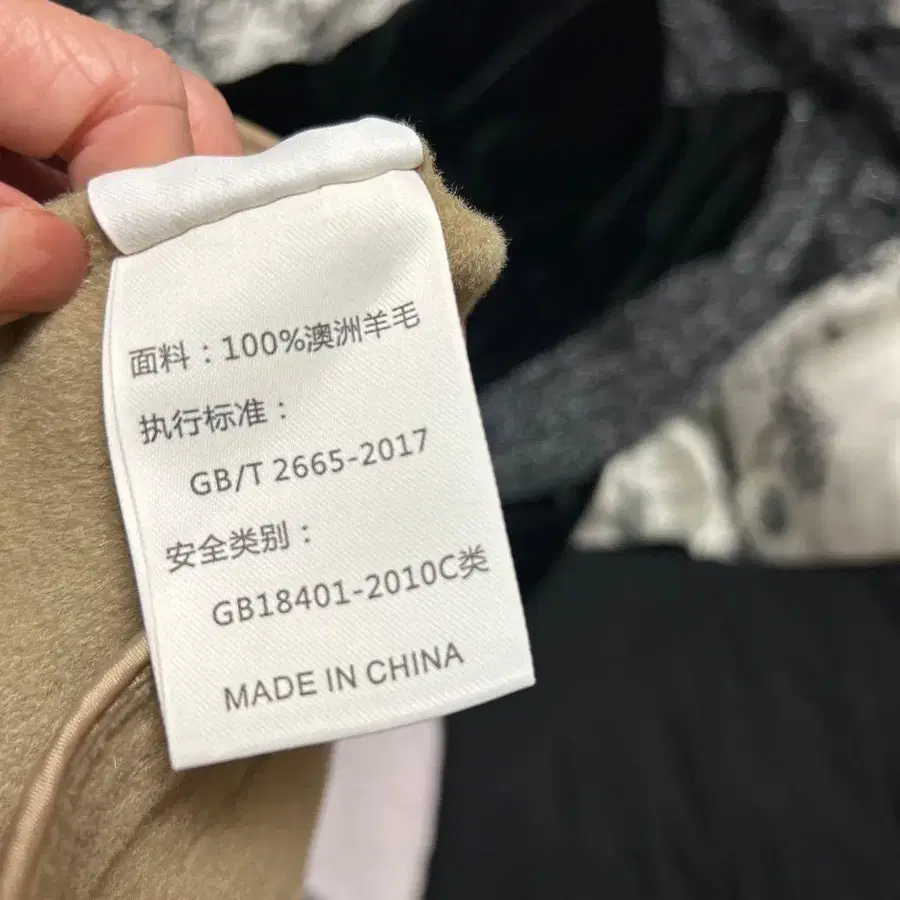 面料：100%澳洲羊毛
执行标准：
GB/T 2665-2017
安全类别：
GB18401-2010C类
MADE IN CHINA